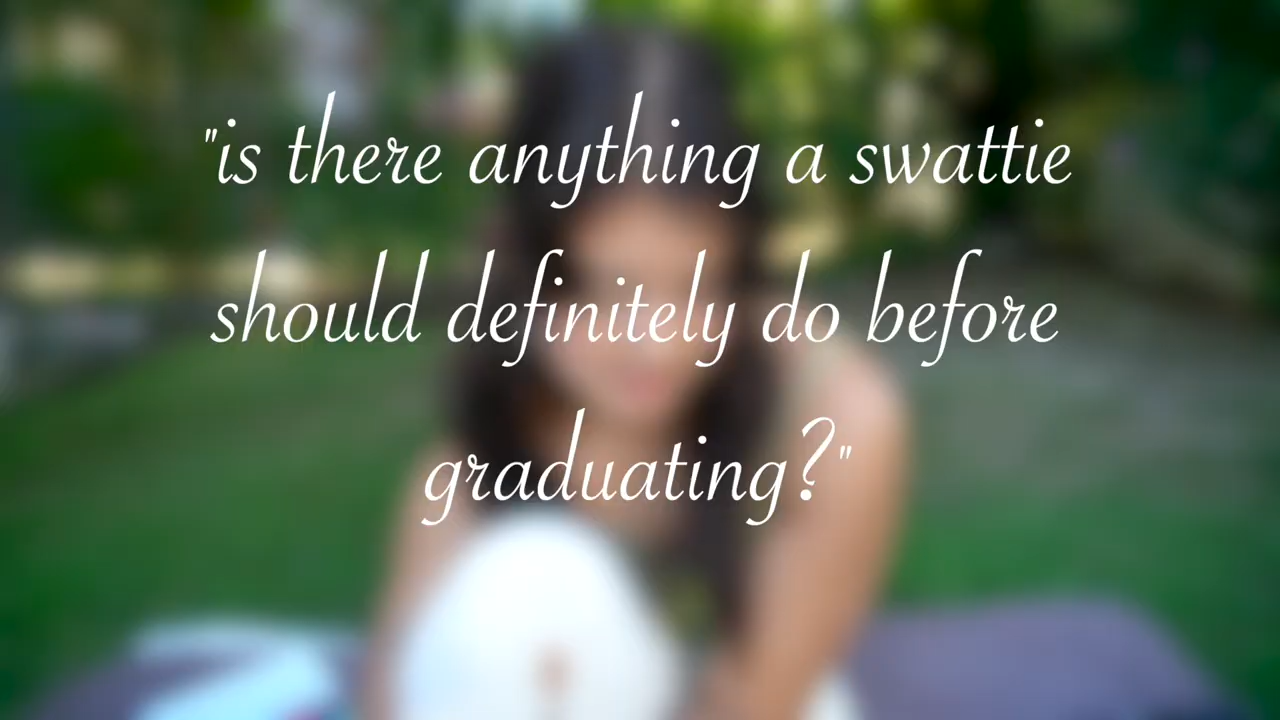 "is there anything a swattie
should definitely do before
graduating?"